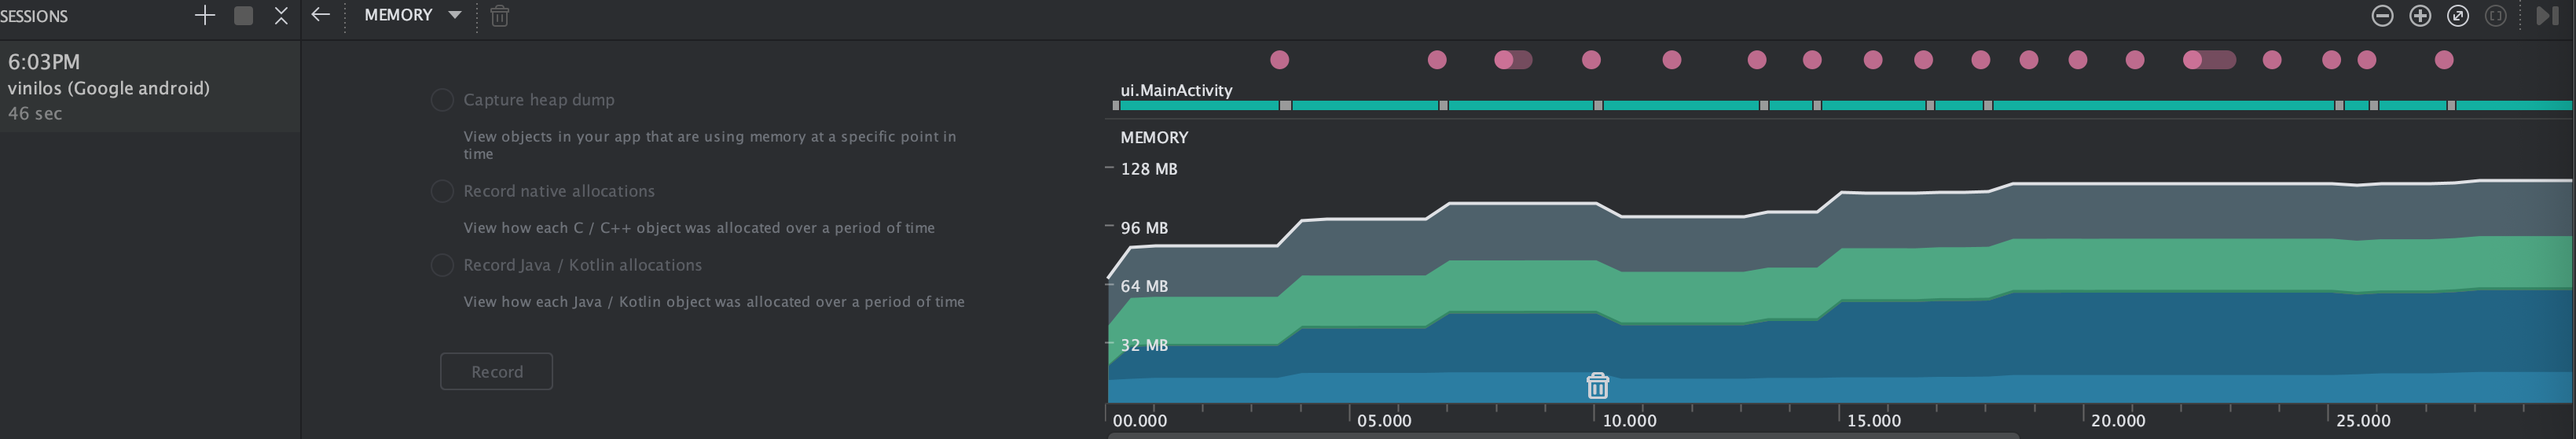 SESSIONS
MEMORY
6:03PM
vinilos (Google android)
46 sec
Capture heap dump
View objects in your app that are using memory at a specific point in
time
Record native allocations
View how each C / C++ object was allocated over a period of time
Record Java / Kotlin allocations
View how each Java / Kotlin object was allocated over a period of time
Record
ui.MainActivity
MEMORY
128 MB
96 MB
64 MB
32 MB
00.000 05.000 10.000 15.000 20.000 25.000